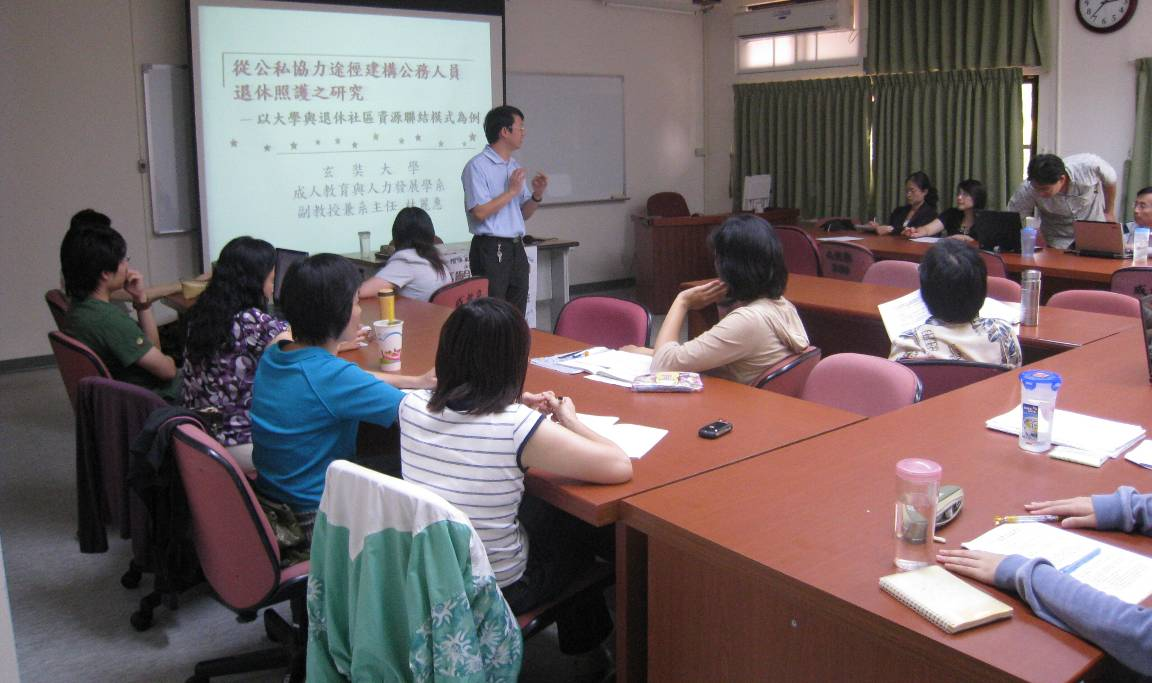 從公私協力途徑建構公務人員
退休照護之研究
－以大學與退休社區資源聯結模式為例
玄 奘 大 學
成人教育與人力發展學系
副教授兼系主任 林麗惠